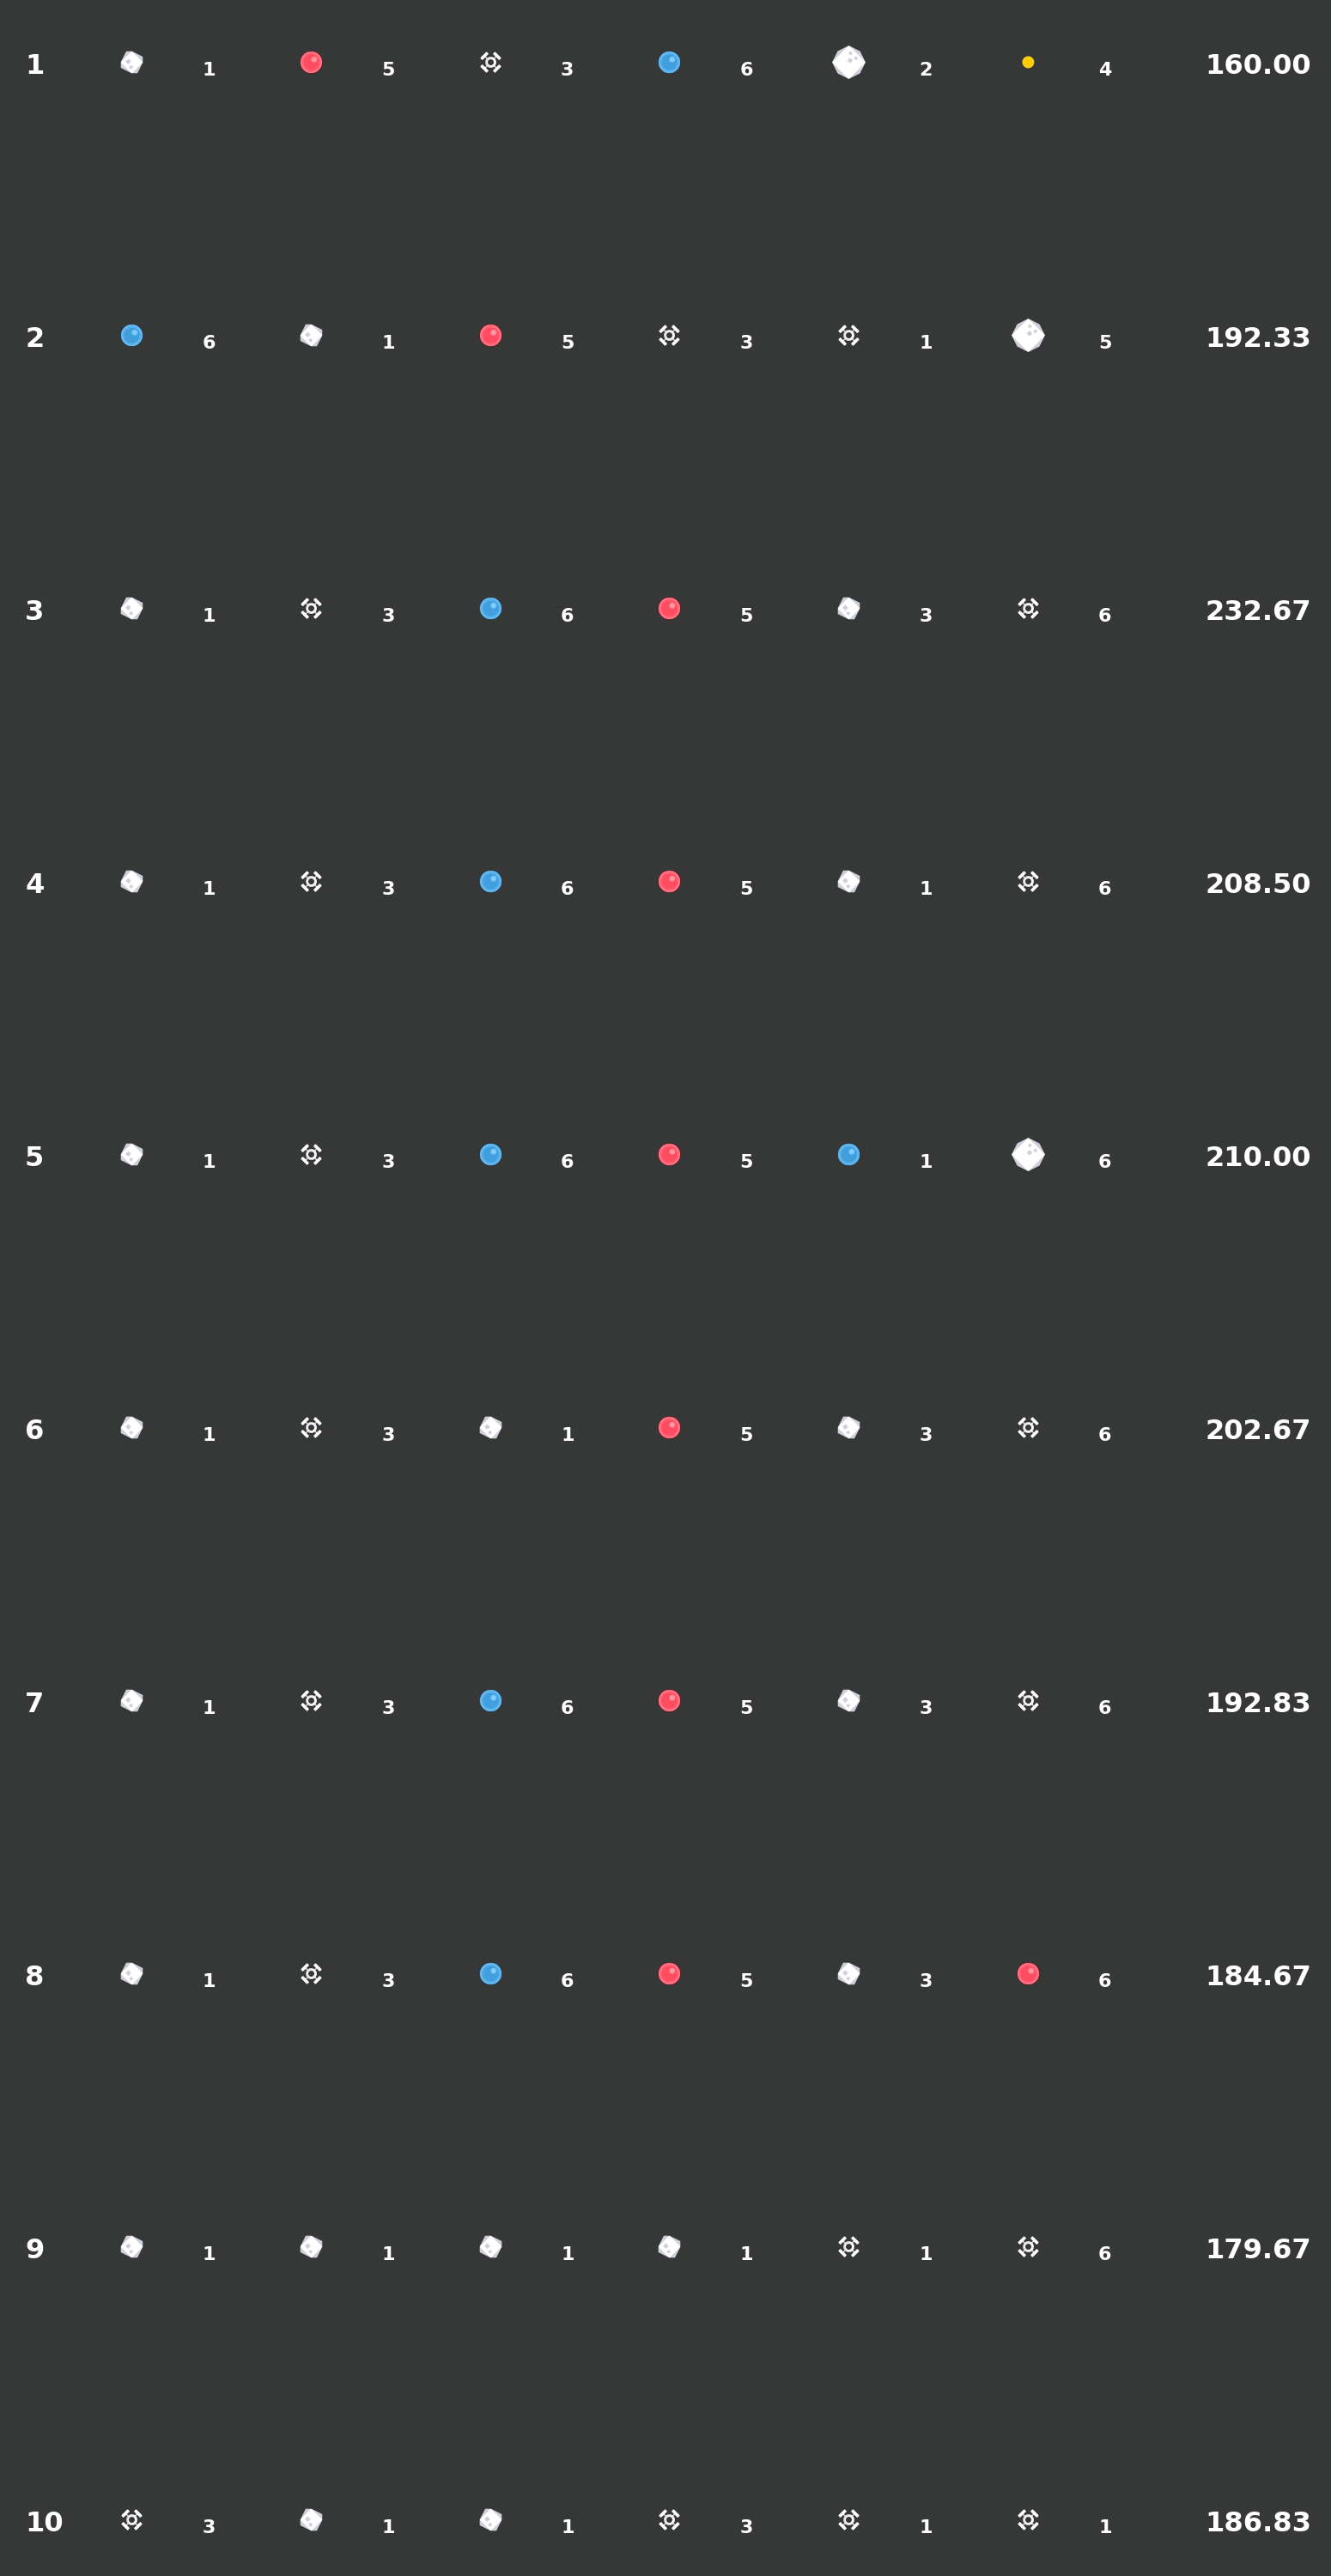 1 1 5 3 6 2 4 160.00
2 6 1 5 3 1 5 192.33
3 1 3 6 5 3 6 232.67
4 1 3 6 5 1 6 208.50
5 1 3 6 5 1 6 210.00
6 1 3 1 5 3 6 202.67
7 1 3 6 5 3 6 192.83
8 1 3 6 5 3 6 184.67
9 1 1 1 1 1 6 179.67
10 3 1 1 3 1 1 186.83